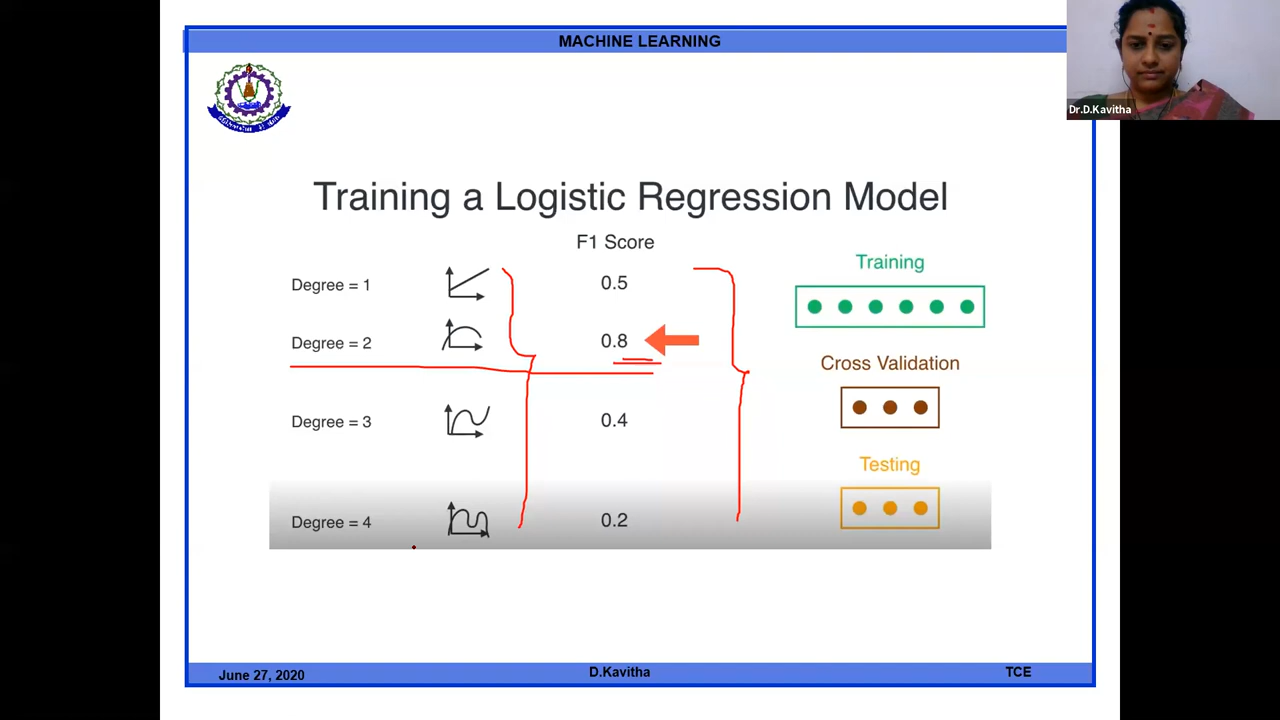 MACHINE LEARNING
Dr.D.Kavitha
Training a Logistic Regression Model
F1 Score
Degree = 1
0.5
Degree = 2
0.8
Degree = 3
0.4
Degree = 4
0.2
Training
Cross Validation
Testing
June 27, 2020
D.Kavitha
TCE